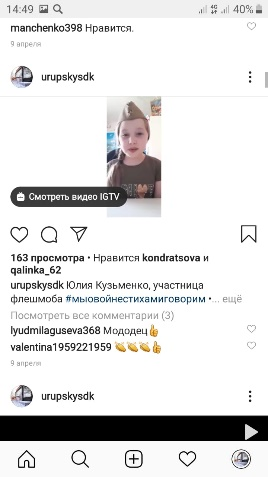 14:49 4G 40%
manchenko398 Нравится.
9 апреля
urupskysdk
Смотреть видео IGTV
163 просмотра • Нравится kondratsova и
qalinka_62
urupskysdk Юлия Кузьменко, участница
флешмоба #мыовойнестихамиговорим •... ещё
Посмотреть все комментарии (3)
lyudmilaguseva368 Мододец👍
valentina1959221959 👏👏👏👍
9 апреля
urupskysdk